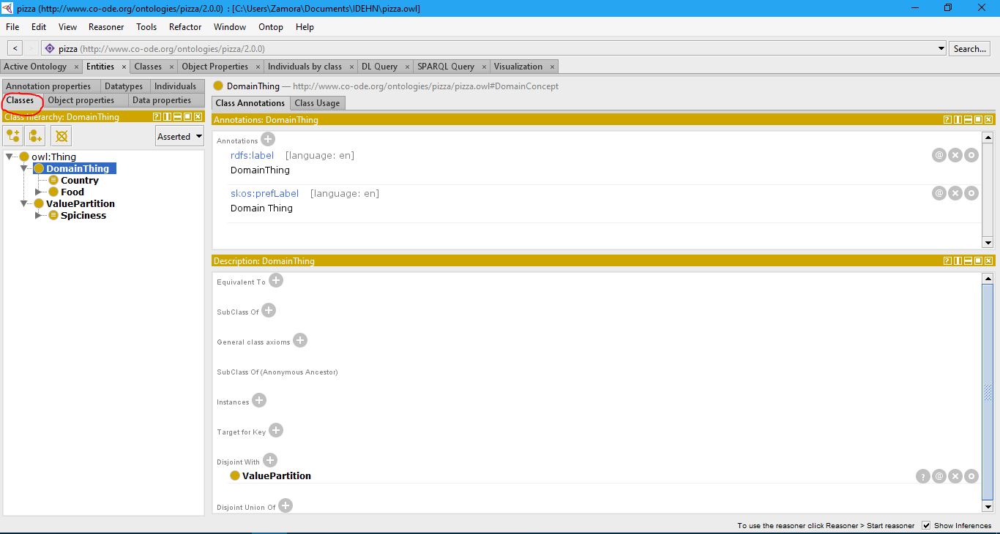 pizza (http://www.co-ode.org/ontologies/pizza/2.0.0) : [C:\Users\Zamora\Documents\IDEHN\pizza.owl]
File Edit View Reasoner Tools Refactor Window Ontop Help
< > pizza (http://www.co-ode.org/ontologies/pizza/2.0.0) Search...
Active Ontology × Entities × Classes × Object Properties × Individuals by class × DL Query × SPARQL Query × Visualization ×
Annotation properties Datatypes Individuals
Classes Object properties Data properties
Class hierarchy: DomainThing
Asserted
owl:Thing
DomainThing
Country
Food
ValuePartition
Spiciness
DomainThing — http://www.co-ode.org/ontologies/pizza/pizza.owl#DomainConcept
Class Annotations Class Usage
Annotations: DomainThing
Annotations
rdfs:label [language: en]
DomainThing
skos:prefLabel [language: en]
Domain Thing
Description: DomainThing
Equivalent To
SubClass Of
General class axioms
SubClass Of (Anonymous Ancestor)
Instances
Target for Key
Disjoint With
ValuePartition
Disjoint Union Of
To use the reasoner click Reasoner > Start reasoner Show Inferences